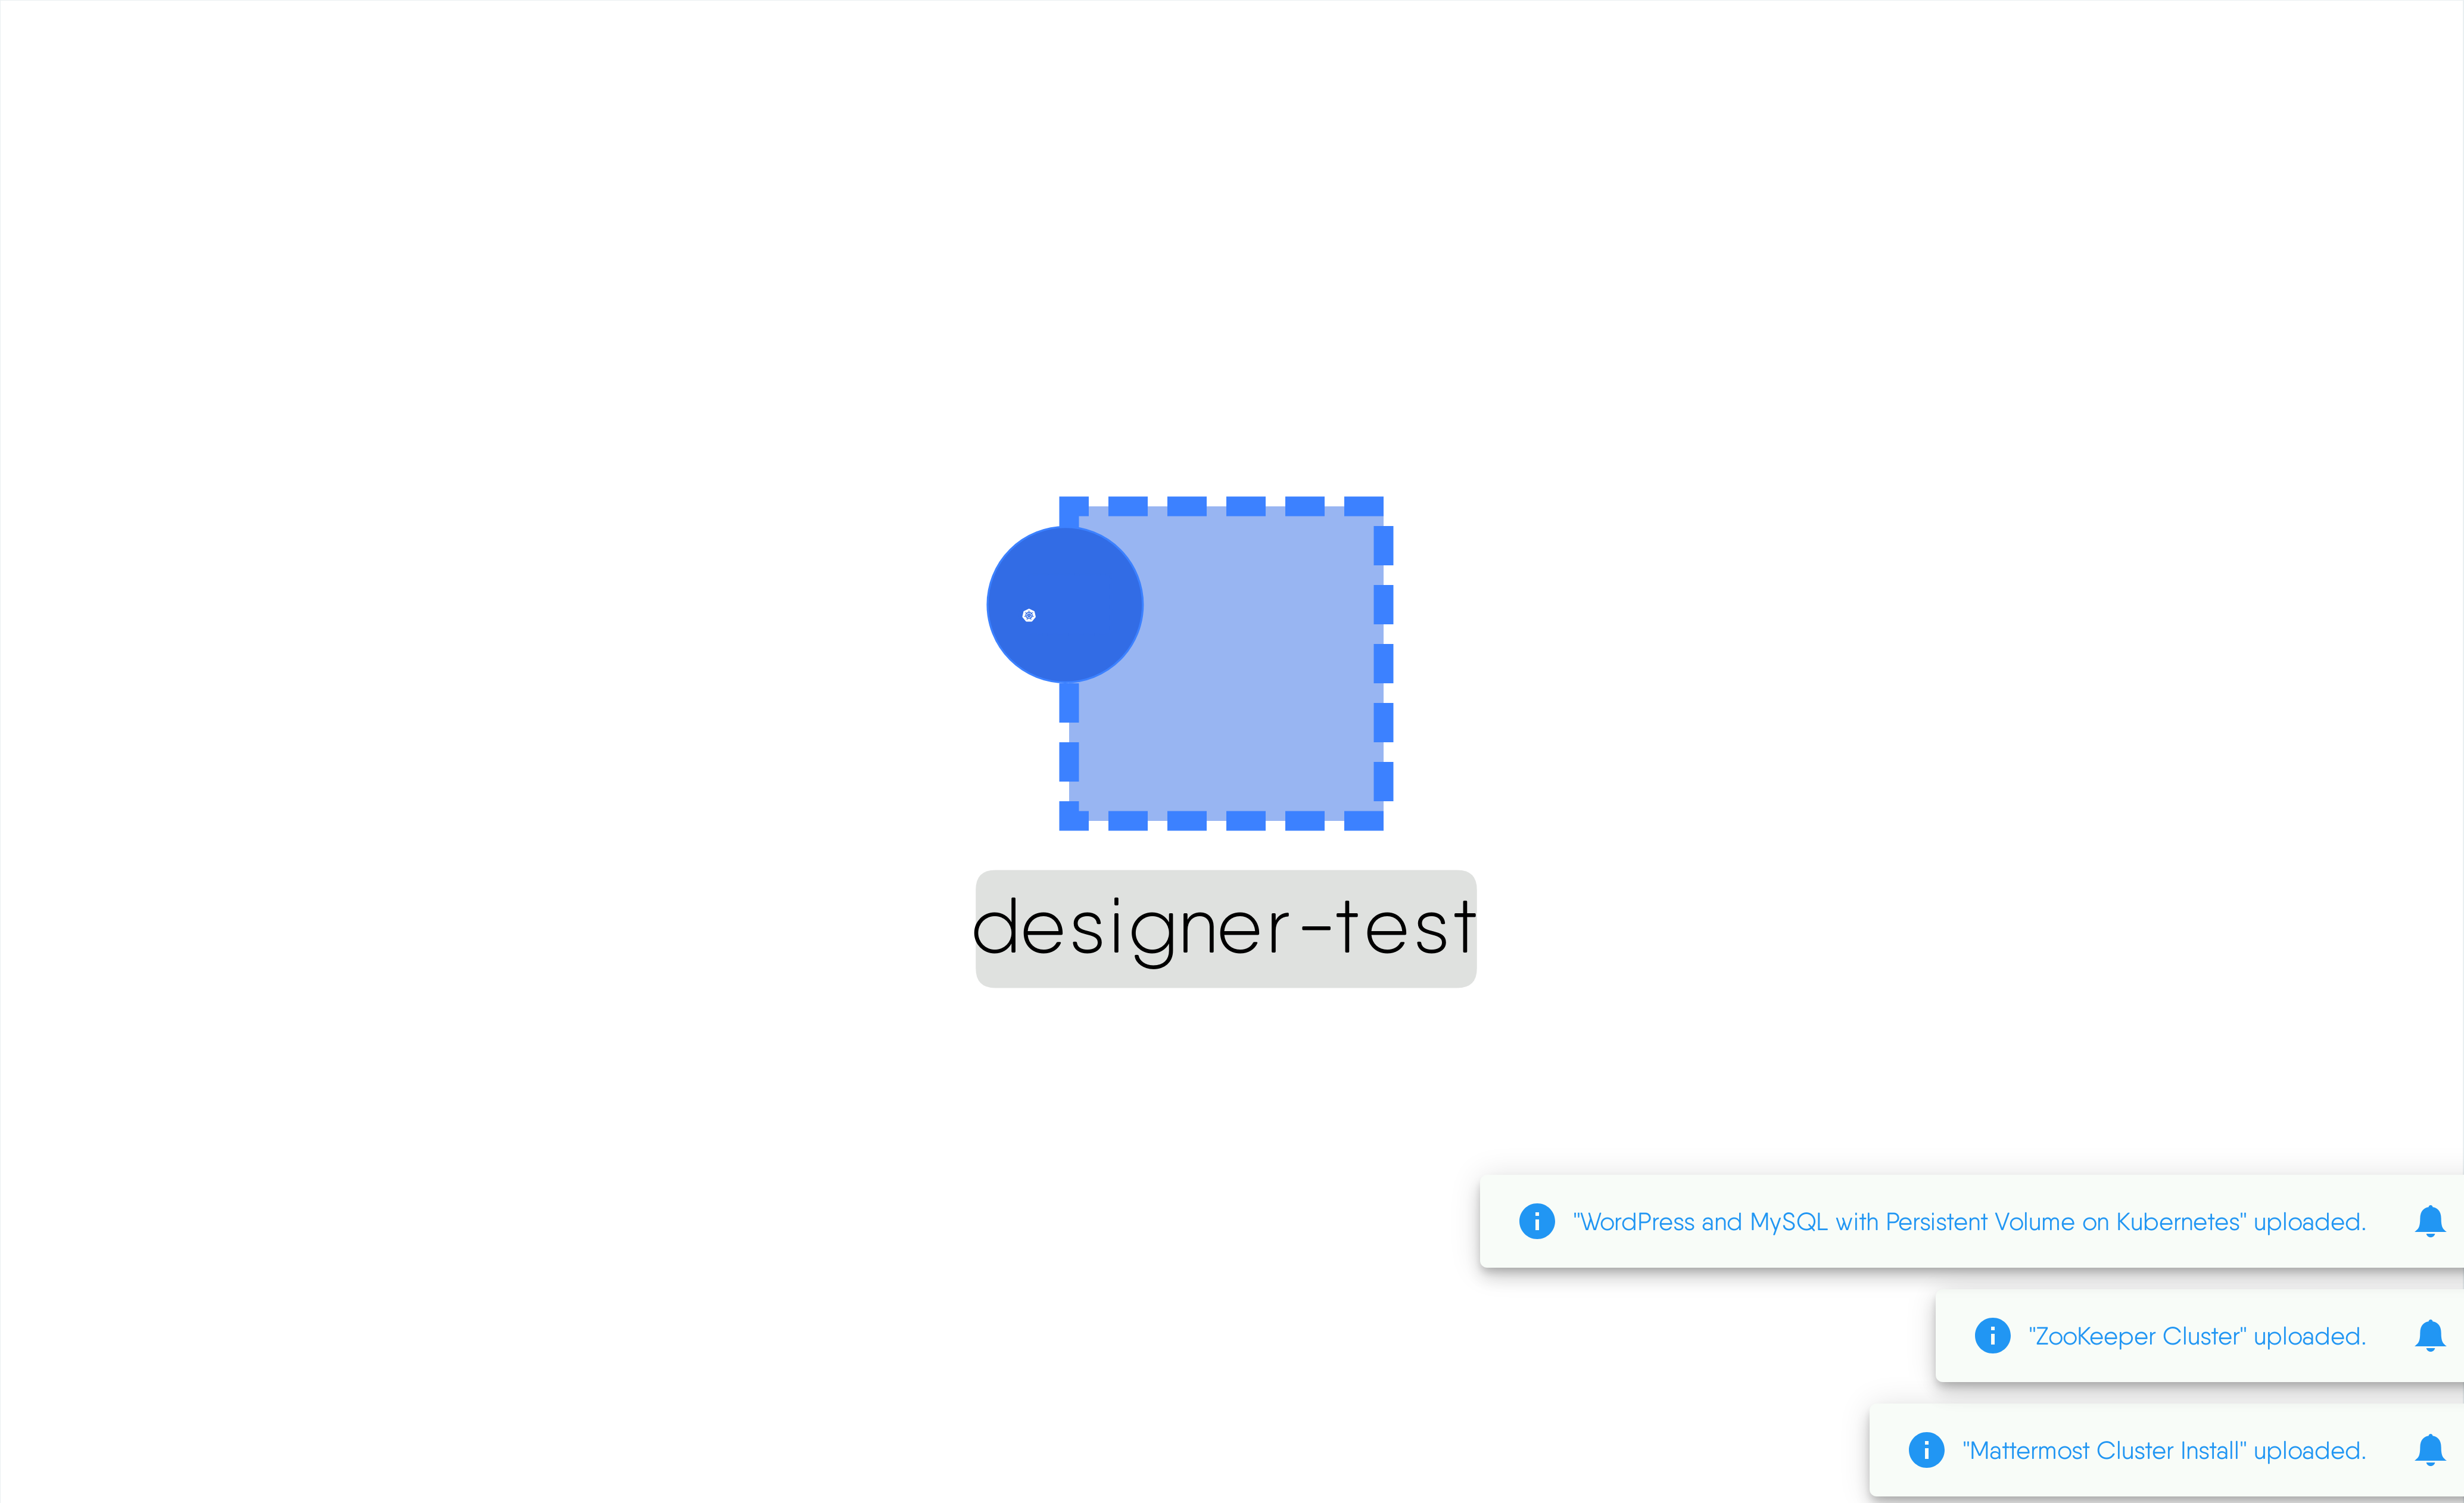 designer-test
"WordPress and MySQL with Persistent Volume on Kubernetes" uploaded.
"ZooKeeper Cluster" uploaded.
"Mattermost Cluster Install" uploaded.